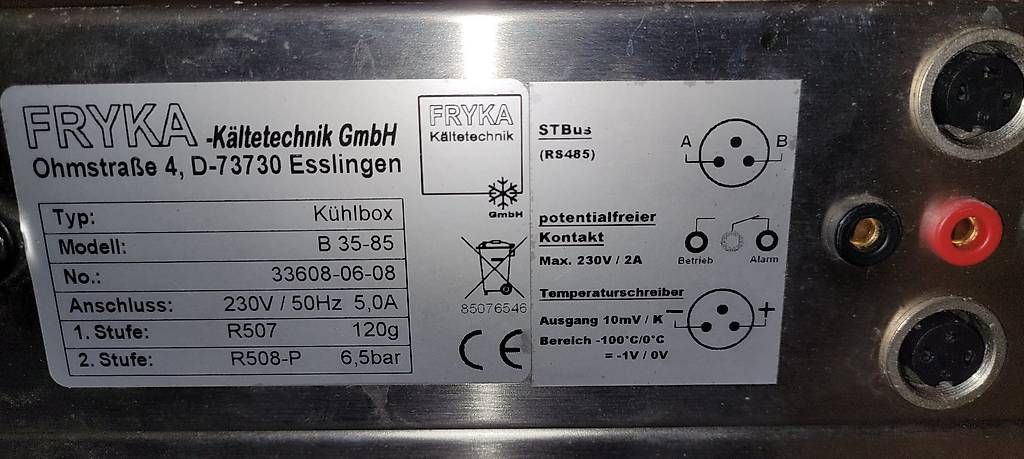 FRYKA -Kältetechnik GmbH
Ohmstraße 4, D-73730 Esslingen
FRYKA
Kältetechnik
GmbH
Typ: Kühlbox
Modell: B 35-85
No.: 33608-06-08
Anschluss: 230V / 50Hz 5,0A
1. Stufe: R507 120g
2. Stufe: R508-P 6,5bar
85076546
CE
STBus
(RS485)
A B
potentialfreier
Kontakt
Max. 230V / 2A
Betrieb Alarm
Temperaturschreiber
Ausgang 10mV / K
Bereich -100°C/0°C
= -1V / 0V
- +